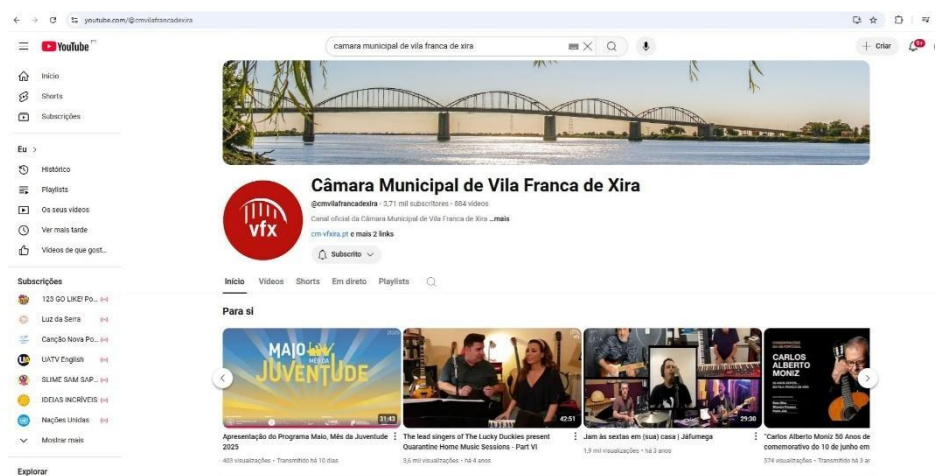 youtube.com/@cmvilafrancadexira
YouTube PT
camara municipal de vila franca de xira
Criar
9+
Início
Shorts
Subscrições
Eu
Histórico
Playlists
Os seus vídeos
Ver mais tarde
Vídeos de que gost...
Subscrições
123 GO LIKE! Po...
Luz da Serra
Canção Nova Po...
UATV English
SLIME SAM SAP...
IDEIAS INCRÍVEIS
Nações Unidas
Mostrar mais
Explorar
vfx
Câmara Municipal de Vila Franca de Xira
@cmvilafrancadexira • 3,71 mil subscritores • 884 vídeos
Canal oficial da Câmara Municipal de Vila Franca de Xira ...mais
cm-vfxira.pt e mais 2 links
Subscrito
Início Vídeos Shorts Em direto Playlists
Para si
MAIO MÊS DA JUVENTUDE
31:43
Apresentação do Programa Maio, Mês da Juventude
2025
403 visualizações • Transmitido há 10 dias
42:51
The lead singers of The Lucky Duckies present
Quarantine Home Music Sessions - Part VI
3,6 mil visualizações • há 4 anos
29:30
Jam às sextas em (sua) casa | Jáfumega
1,9 mil visualizações • há 3 anos
CARLOS
ALBERTO
MONIZ
"Carlos Alberto Moniz 50 Anos de
comemorativo do 10 de junho em
574 visualizações • Transmitido há 3 an